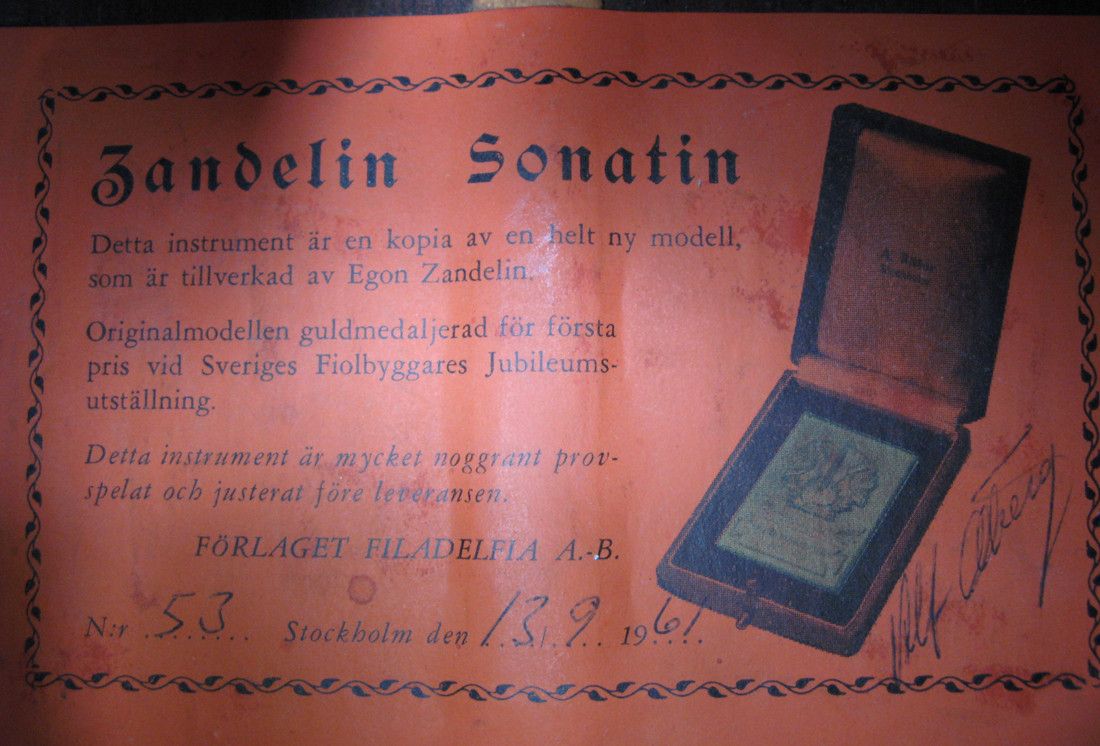 Zandelin Sonatin
Detta instrument är en kopia av en helt ny modell,
som är tillverkad av Egon Zandelin.
Originalmodellen guldmedaljerad för första
pris vid Sveriges Fiolbyggares Jubileums-
utställning.
Detta instrument är mycket noggrant prov-
spelat och justerat före leveransen.
FÖRLAGET FILADELFIA A.-B.
N:r 53 Stockholm den 13/9 1961